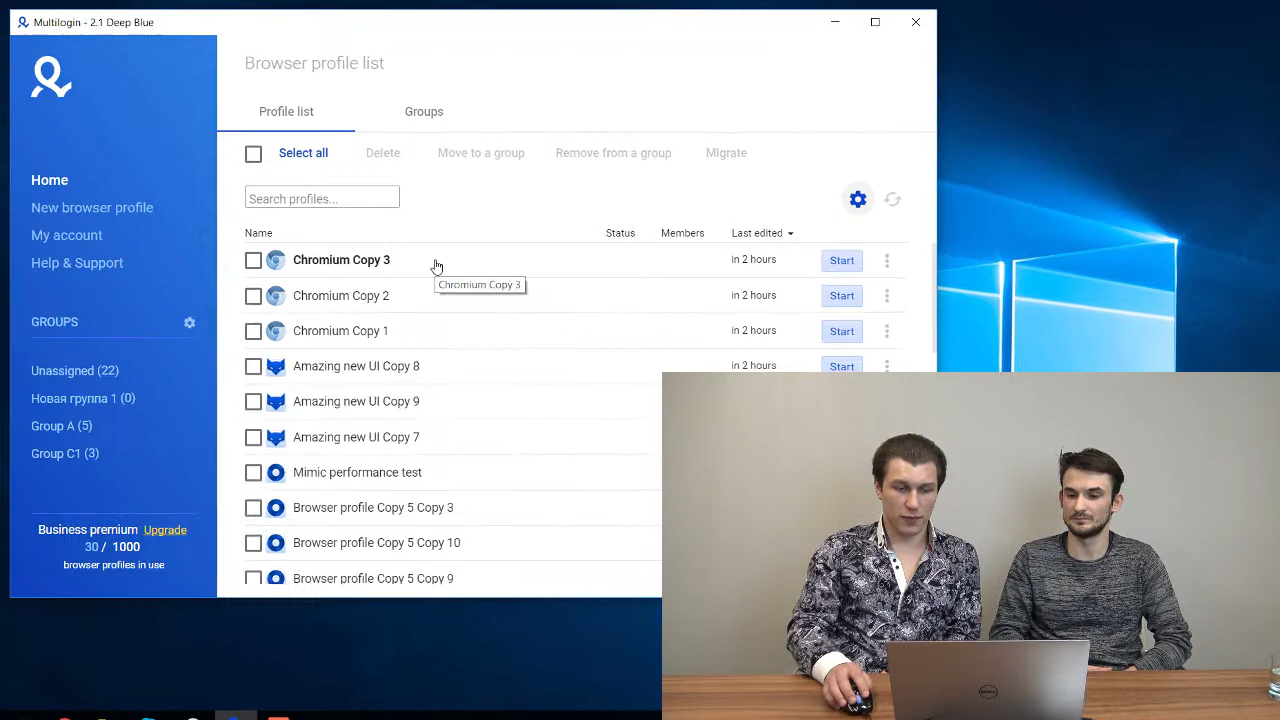 Multilogin - 2.1 Deep Blue
Browser profile list
Profile list
Groups
Select all
Delete
Move to a group
Remove from a group
Migrate
Home
New browser profile
My account
Help & Support
Search profiles...
Name
Status
Members
Last edited
Chromium Copy 3
in 2 hours
Start
Chromium Copy 3
Chromium Copy 2
in 2 hours
Start
Chromium Copy 1
in 2 hours
Start
Amazing new UI Copy 8
in 2 hours
Start
Amazing new UI Copy 9
Amazing new UI Copy 7
Mimic performance test
Browser profile Copy 5 Copy 3
Browser profile Copy 5 Copy 10
Browser profile Copy 5 Copy 9
GROUPS
Unassigned (22)
Новая группа 1 (0)
Group A (5)
Group C1 (3)
Business premium Upgrade
30 / 1000
browser profiles in use
DELL